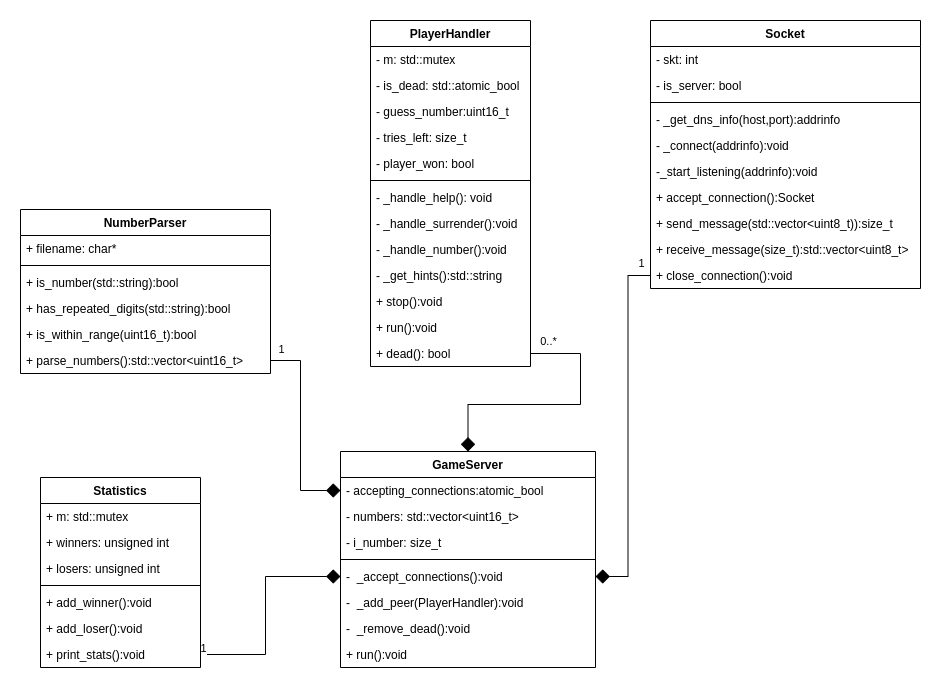 PlayerHandler
- m: std::mutex
- is_dead: std::atomic_bool
- guess_number:uint16_t
- tries_left: size_t
- player_won: bool
- _handle_help(): void
- _handle_surrender():void
- _handle_number():void
- _get_hints():std::string
+ stop():void
+ run():void
+ dead(): bool
0..*
Socket
- skt: int
- is_server: bool
- _get_dns_info(host,port):addrinfo
- _connect(addrinfo):void
-_start_listening(addrinfo):void
+ accept_connection():Socket
+ send_message(std::vector<uint8_t)):size_t
+ receive_message(size_t):std::vector<uint8_t>
+ close_connection():void
1
NumberParser
+ filename: char*
+ is_number(std::string):bool
+ has_repeated_digits(std::string):bool
+ is_within_range(uint16_t):bool
+ parse_numbers():std::vector<uint16_t>
1
GameServer
- accepting_connections:atomic_bool
- numbers: std::vector<uint16_t>
- i_number: size_t
- _accept_connections():void
- _add_peer(PlayerHandler):void
- _remove_dead():void
+ run():void
Statistics
+ m: std::mutex
+ winners: unsigned int
+ losers: unsigned int
+ add_winner():void
+ add_loser():void
+ print_stats():void
1